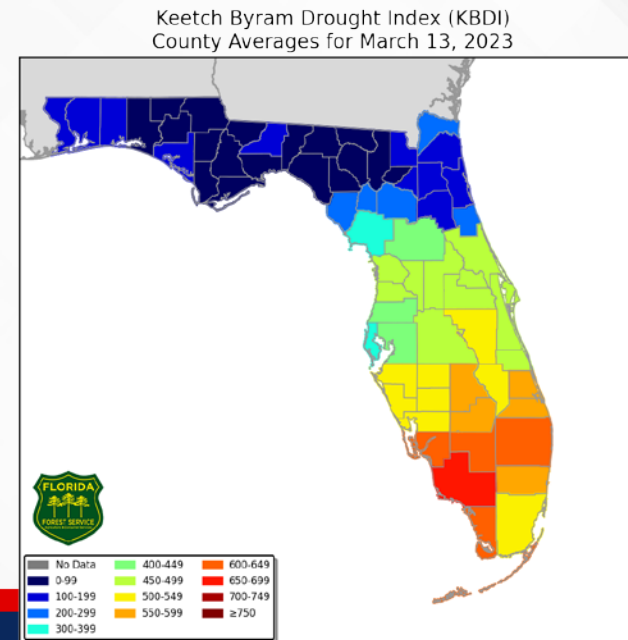 Keetch Byram Drought Index (KBDI)
County Averages for March 13, 2023
FLORIDA
FOREST SERVICE
No Data
0-99
100-199
200-299
300-399
400-449
450-499
500-549
550-599
600-649
650-699
700-749
≥750